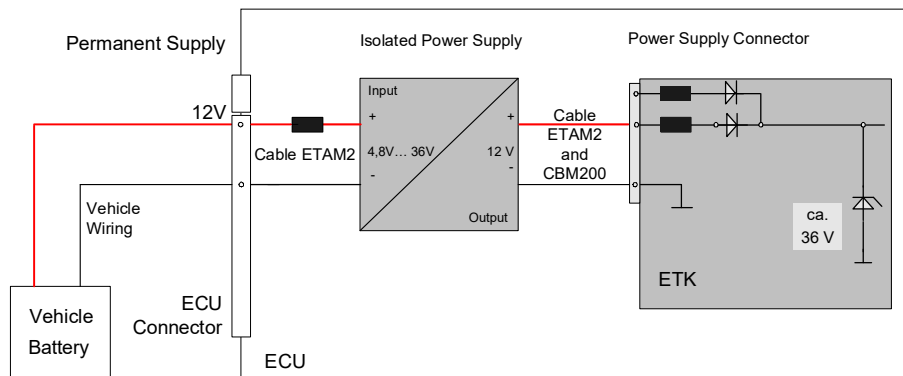 Permanent Supply
Isolated Power Supply
Power Supply Connector
12V
Cable ETAM2
Input
+
4,8V... 36V
-
+
12 V
-
Output
Cable
ETAM2
and
CBM200
Vehicle
Wiring
ca.
36 V
ETK
Vehicle
Battery
ECU
Connector
ECU